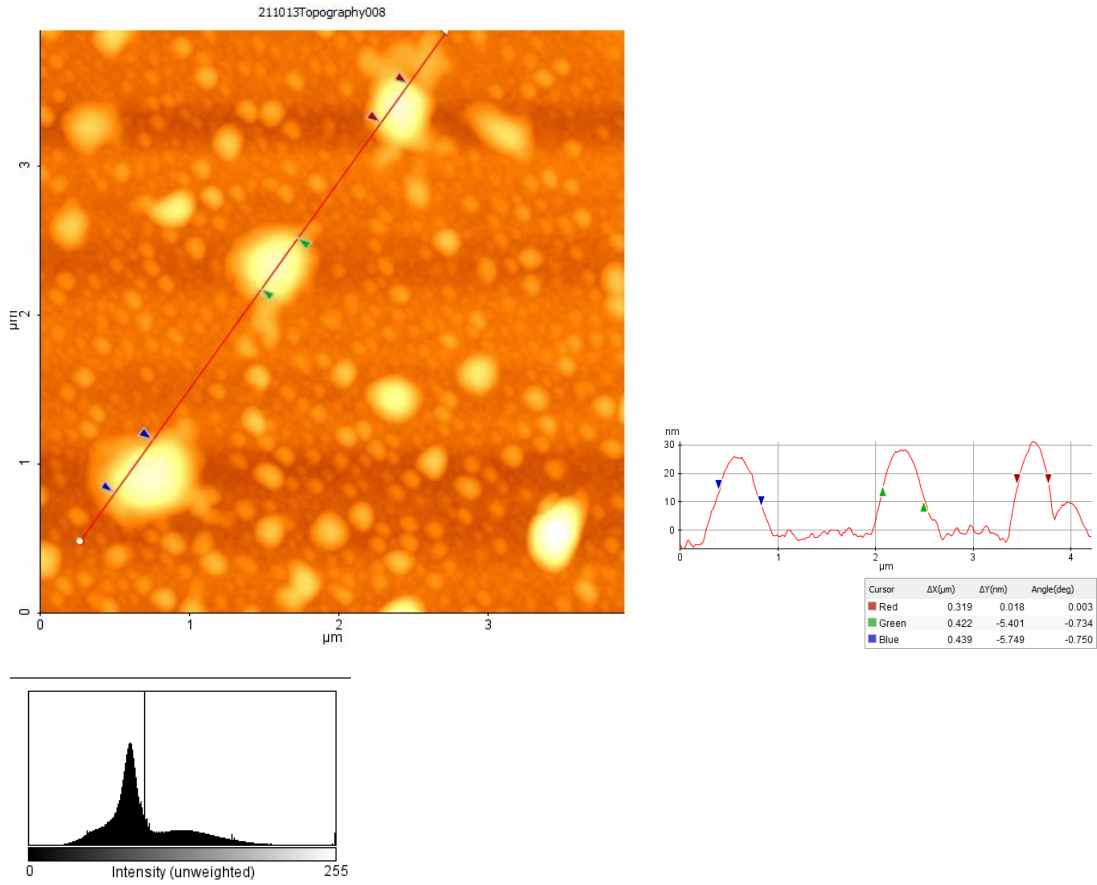 211013Topography008
3
2
1
0
μm
0 1 2 3
μm
nm
30
20
10
0
0 1 2 3 4
μm
Cursor ΔX(μm) ΔY(nm) Angle(deg)
Red 0.319 0.018 0.003
Green 0.422 -5.401 -0.734
Blue 0.439 -5.749 -0.750
0 Intensity (unweighted) 255